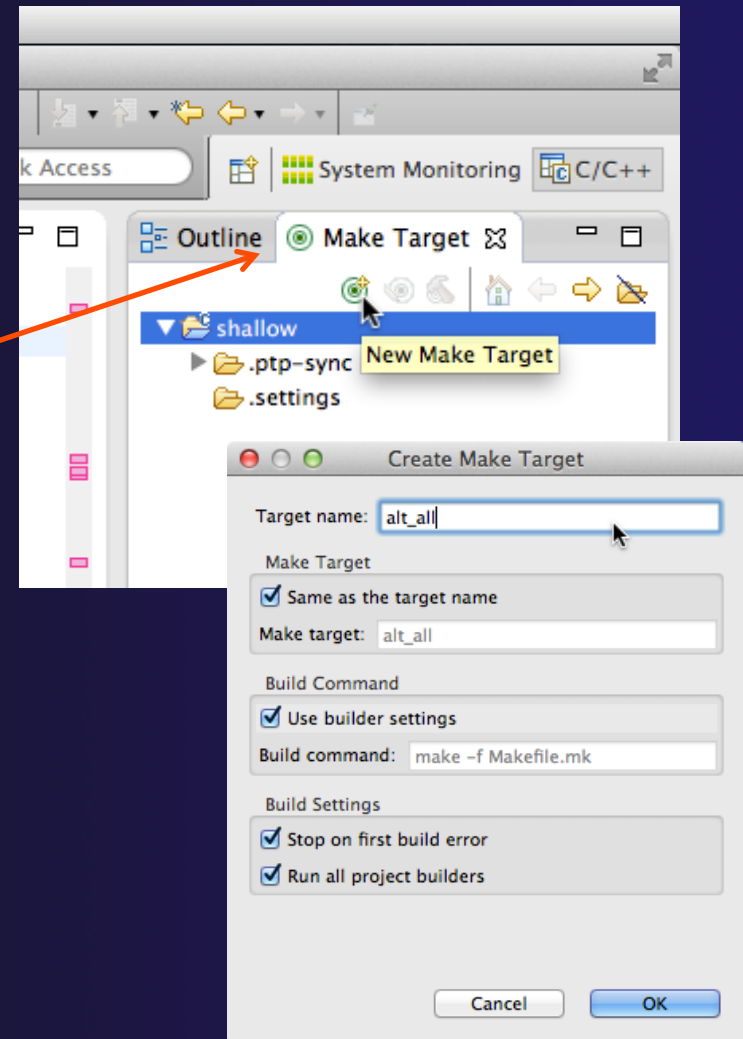 k Access
System Monitoring
C/C++
Outline
Make Target
shallow
.ptp-sync
New Make Target
.settings
Create Make Target
Target name: alt_all
Make Target
Same as the target name
Make target: alt_all
Build Command
Use builder settings
Build command: make -f Makefile.mk
Build Settings
Stop on first build error
Run all project builders
Cancel
OK